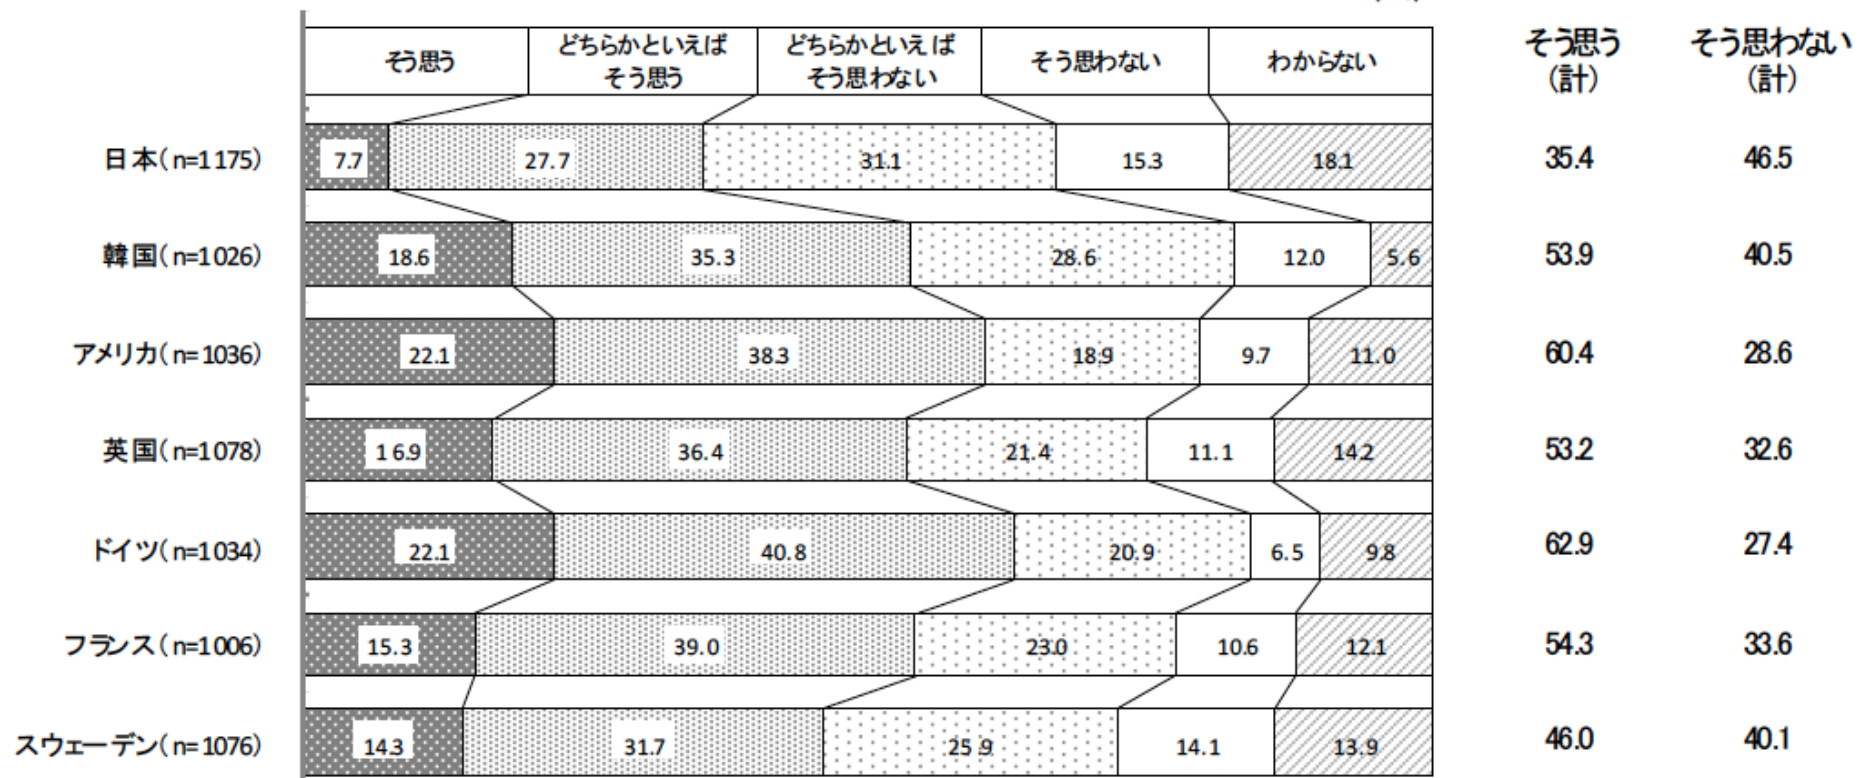 そう思う
どちらかといえば
そう思う
どちらかといえば
そう思わない
そう思わない
わからない
そう思う
(計)
そう思わない
(計)
日本(n=1175) 7.7 27.7 31.1 15.3 18.1 35.4 46.5
韓国(n=1026) 18.6 35.3 28.6 12.0 5.6 53.9 40.5
アメリカ(n=1036) 22.1 38.3 18.9 9.7 11.0 60.4 28.6
英国(n=1078) 16.9 36.4 21.4 11.1 14.2 53.2 32.6
ドイツ(n=1034) 22.1 40.8 20.9 6.5 9.8 62.9 27.4
フランス(n=1006) 15.3 39.0 23.0 10.6 12.1 54.3 33.6
スウェーデン(n=1076) 14.3 31.7 25.9 14.1 13.9 46.0 40.1